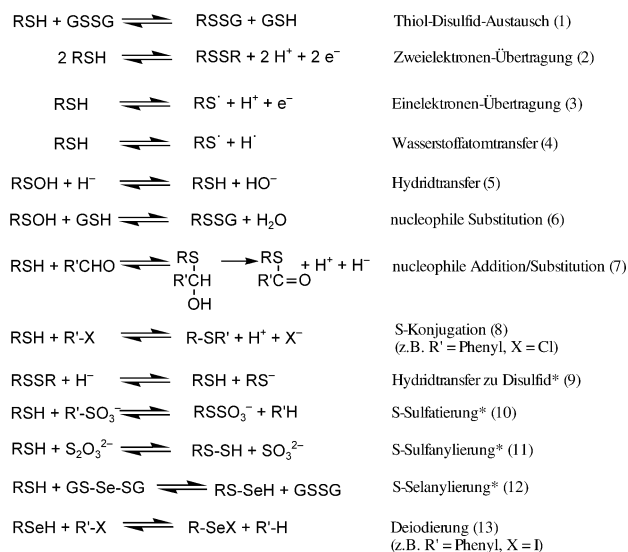 RSH + GSSG ⇌ RSSG + GSH Thiol-Disulfid-Austausch (1)
2 RSH ⇌ RSSR + 2 H⁺ + 2 e⁻ Zweielektronen-Übertragung (2)
RSH ⇌ RS˙ + H⁺ + e⁻ Einelektronen-Übertragung (3)
RSH ⇌ RS˙ + H˙ Wasserstoffatomtransfer (4)
RSOH + H⁻ ⇌ RSH + HO⁻ Hydridtransfer (5)
RSOH + GSH ⇌ RSSG + H₂O nucleophile Substitution (6)
RS RS
RSH + R'CHO ⇌ R'CH → R'C=O + H⁺ + H⁻ nucleophile Addition/Substitution (7)
OH
RSH + R'-X ⇌ R-SR' + H⁺ + X⁻ S-Konjugation (8)
(z.B. R' = Phenyl, X = Cl)
RSSR + H⁻ ⇌ RSH + RS⁻ Hydridtransfer zu Disulfid* (9)
RSH + R'-SO₃⁻ ⇌ RSSO₃⁻ + R'H S-Sulfatierung* (10)
RSH + S₂O₃²⁻ ⇌ RS-SH + SO₃²⁻ S-Sulfanylierung* (11)
RSH + GS-Se-SG ⇌ RS-SeH + GSSG S-Selanylierung* (12)
RSeH + R'-X ⇌ R-SeX + R'-H Deiodierung (13)
(z.B. R' = Phenyl, X = I)